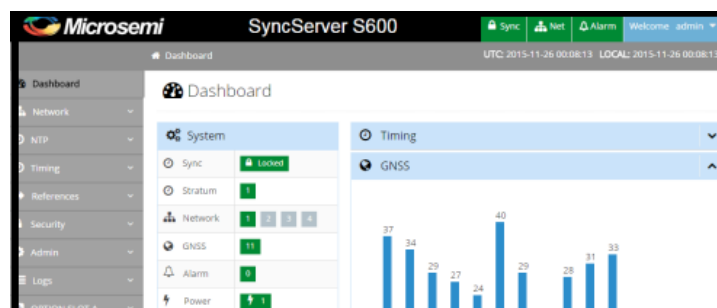 Microsemi SyncServer S600 Sync Net Alarm Welcome admin
Dashboard UTC: 2015-11-26 00:08:13 LOCAL: 2015-11-26 00:08:13
Dashboard
Dashboard
Network
NTP
Timing
References
Security
Admin
Logs
OPTION SLOT A
System
Sync Locked
Stratum 1
Network 1 2 3 4
GNSS 11
Alarm 0
Power 1
Timing
GNSS
37 34 29 27 24 40 29 28 31 33